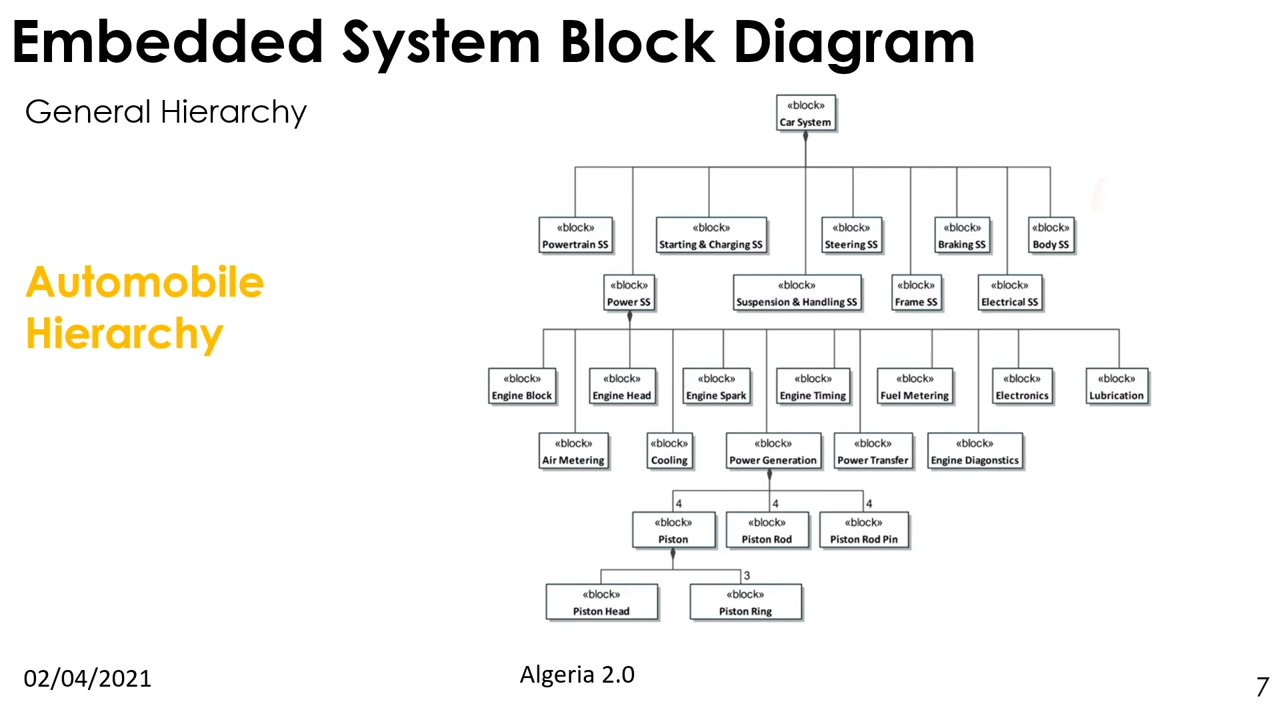 Embedded System Block Diagram
General Hierarchy
Automobile
Hierarchy
«block»
Car System
«block»
Powertrain SS
«block»
Starting & Charging SS
«block»
Steering SS
«block»
Braking SS
«block»
Body SS
«block»
Power SS
«block»
Suspension & Handling SS
«block»
Frame SS
«block»
Electrical SS
«block»
Engine Block
«block»
Engine Head
«block»
Engine Spark
«block»
Engine Timing
«block»
Fuel Metering
«block»
Electronics
«block»
Lubrication
«block»
Air Metering
«block»
Cooling
«block»
Power Generation
«block»
Power Transfer
«block»
Engine Diagonstics
4
«block»
Piston
4
«block»
Piston Rod
4
«block»
Piston Rod Pin
«block»
Piston Head
3
«block»
Piston Ring
02/04/2021
Algeria 2.0
7